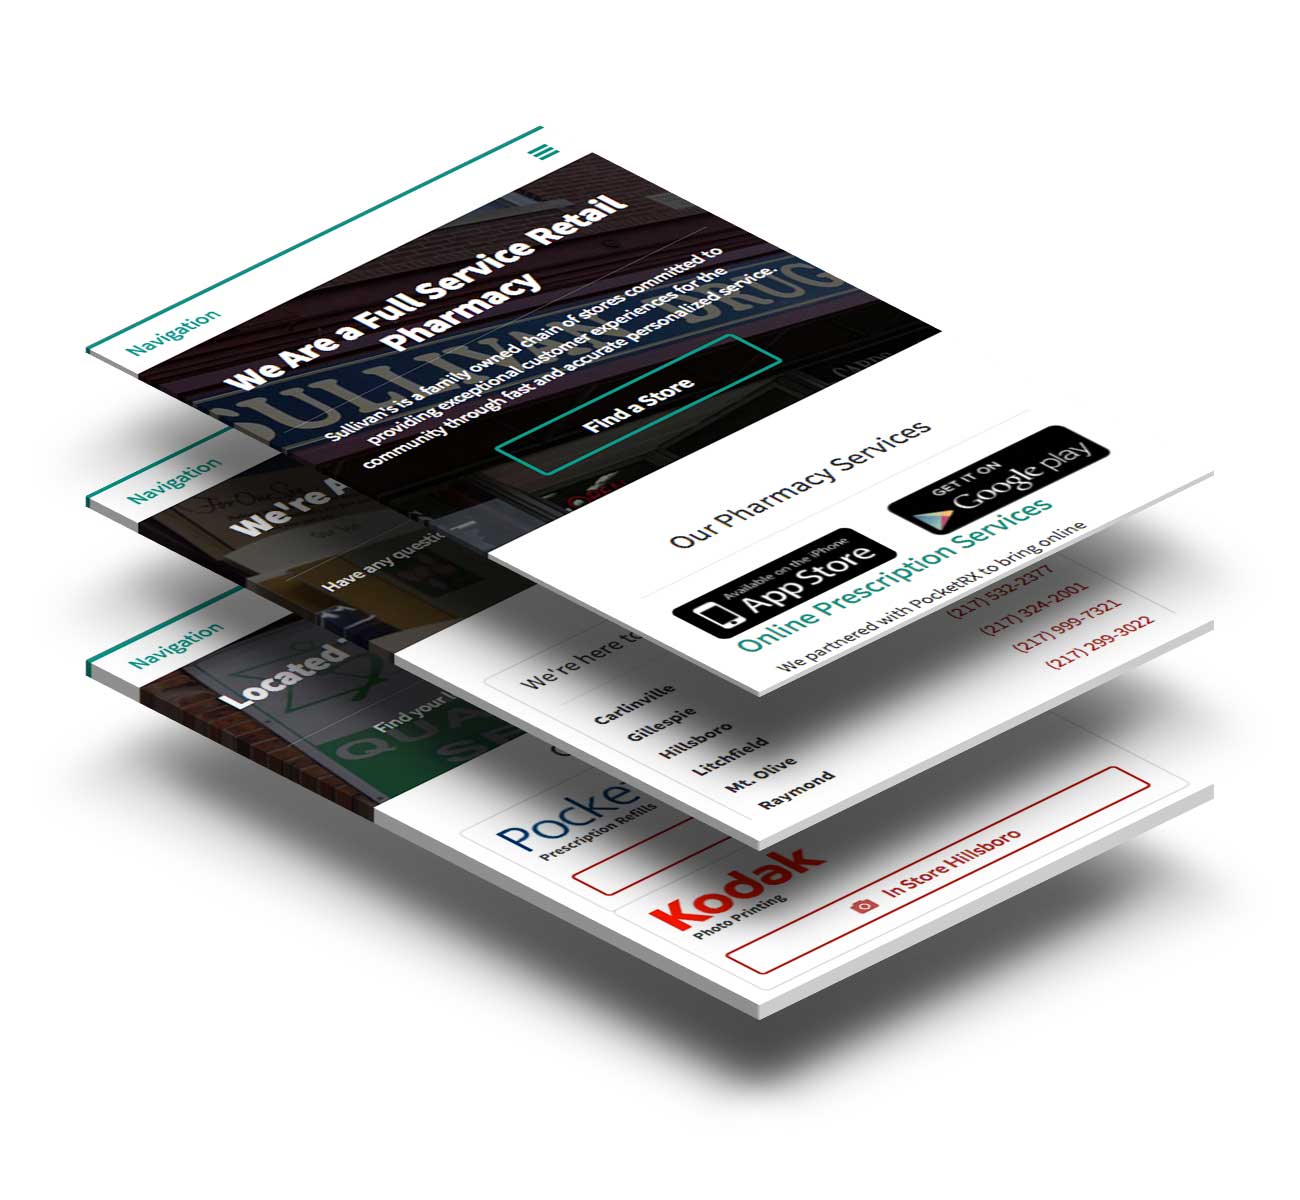 Navigation
We Are a Full Service Retail
Pharmacy
SULLIVAN DRUG
Sullivan's is a family owned chain of stores committed to
providing exceptional customer experiences for the
community through fast and accurate personalized service.
Find a Store
Our Pharmacy Services
Available on the iPhone
App Store
GET IT ON
Google play
Online Prescription Services
We partnered with PocketRX to bring online
Navigation
We're
Have any
We're here to
Carlinville
Gillespie
Hillsboro
Litchfield
Mt. Olive
Raymond
(217) 532-2377
(217) 324-2001
(217) 999-7321
(217) 299-3022
Navigation
Located
Find your
QUA
SE
Pocke
Prescription Refills
Kodak
Photo Printing
In Store Hillsboro